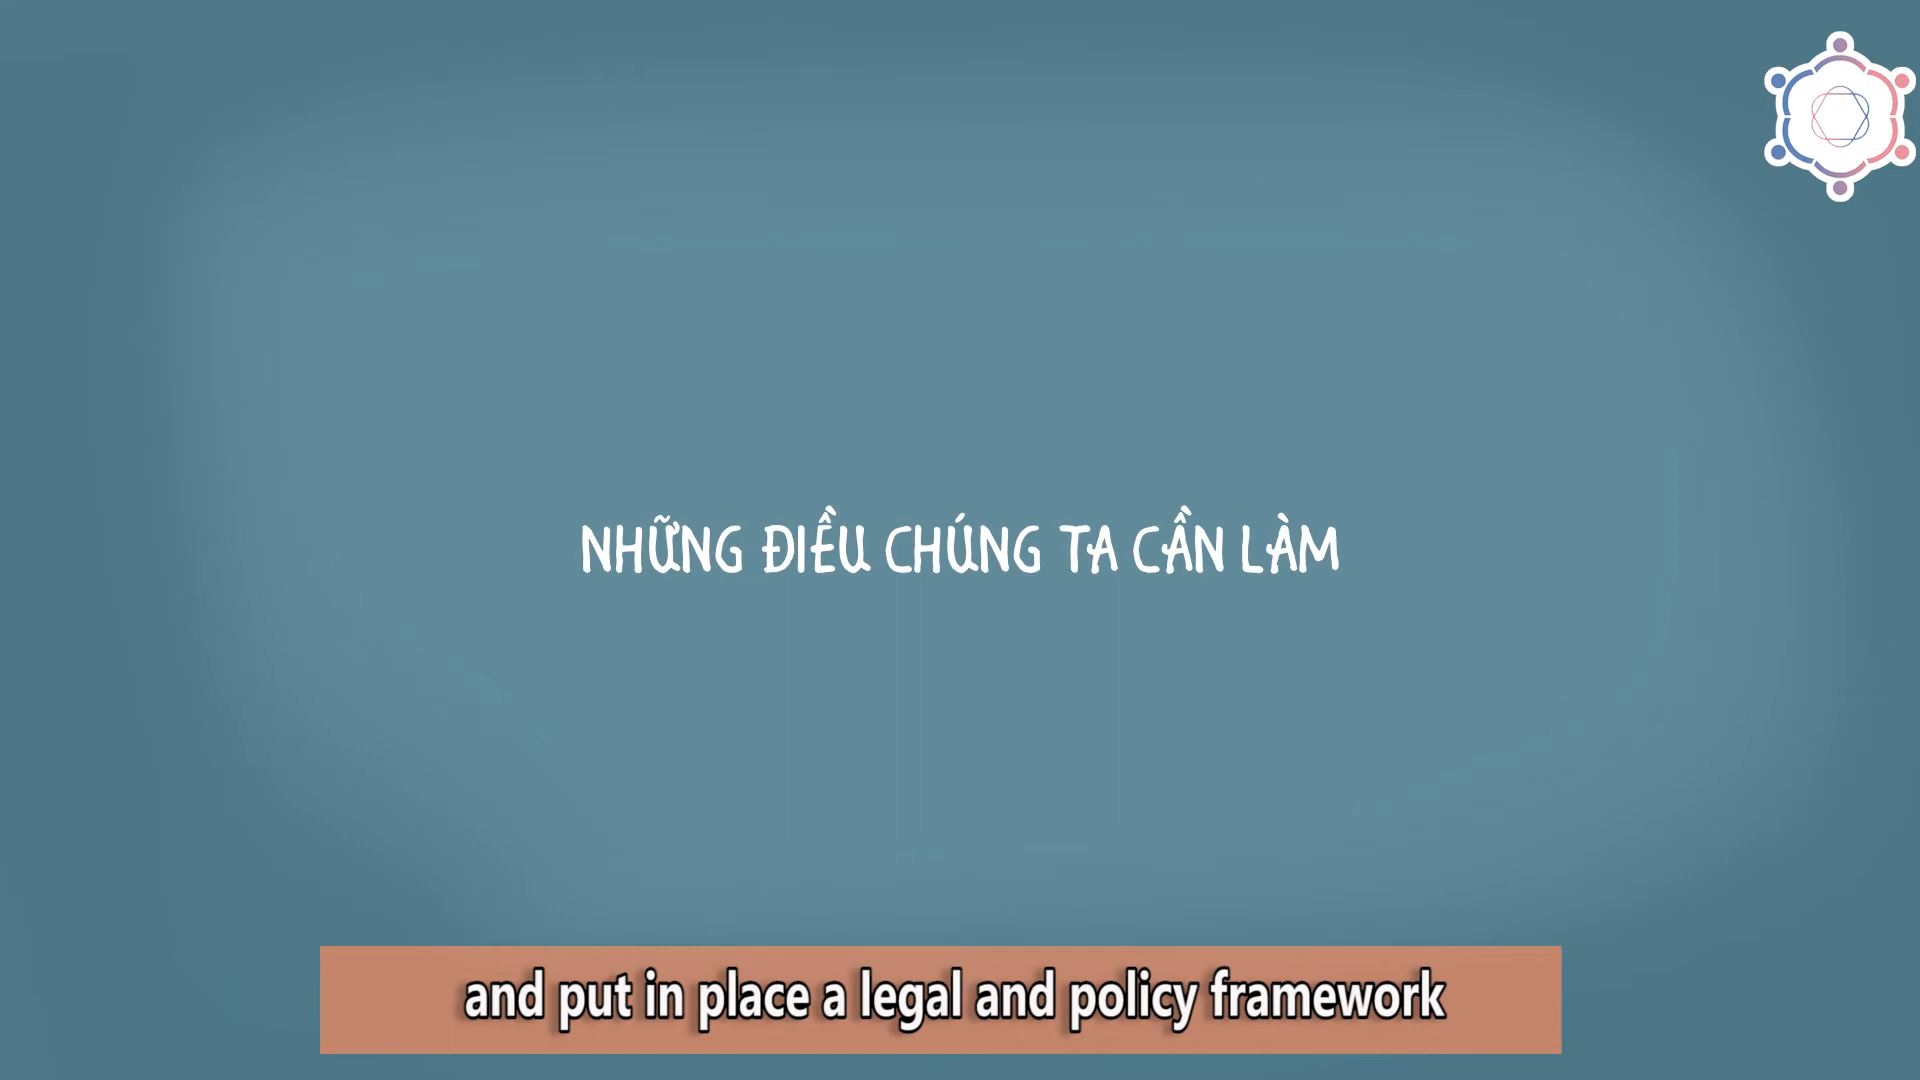 NHỮNG ĐIỀU CHÚNG TA CẦN LÀM
and put in place a legal and policy framework